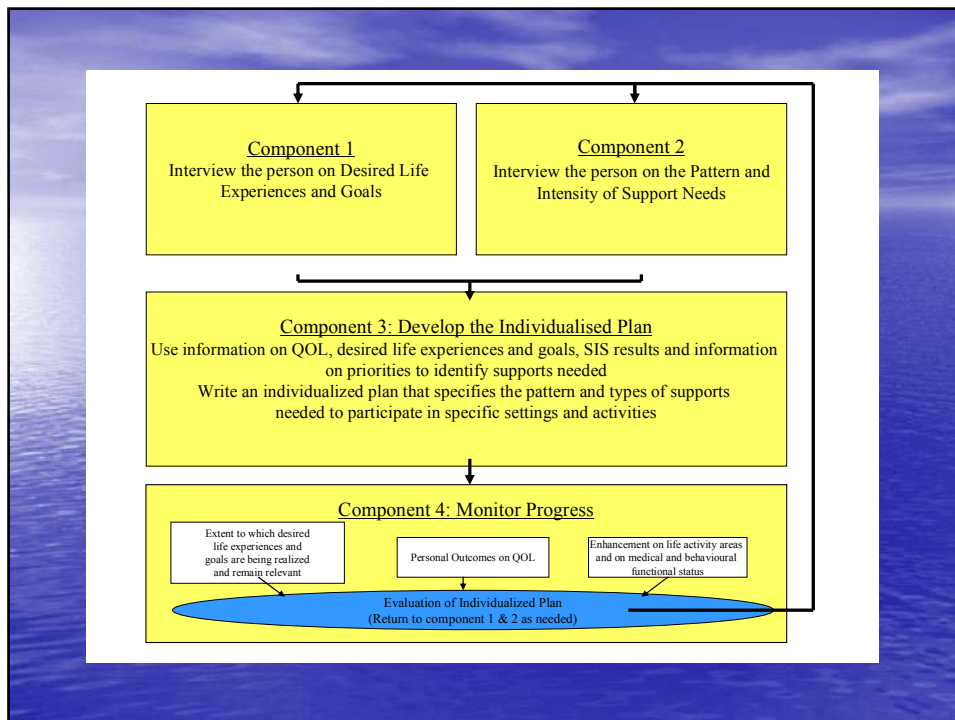 Component 1
Interview the person on Desired Life
Experiences and Goals
Component 2
Interview the person on the Pattern and
Intensity of Support Needs
Component 3: Develop the Individualised Plan
Use information on QOL, desired life experiences and goals, SIS results and information
on priorities to identify supports needed
Write an individualized plan that specifies the pattern and types of supports
needed to participate in specific settings and activities
Component 4: Monitor Progress
Extent to which desired
life experiences and
goals are being realized
and remain relevant
Personal Outcomes on QOL
Enhancement on life activity areas
and on medical and behavioural
functional status
Evaluation of Individualized Plan
(Return to component 1 & 2 as needed)